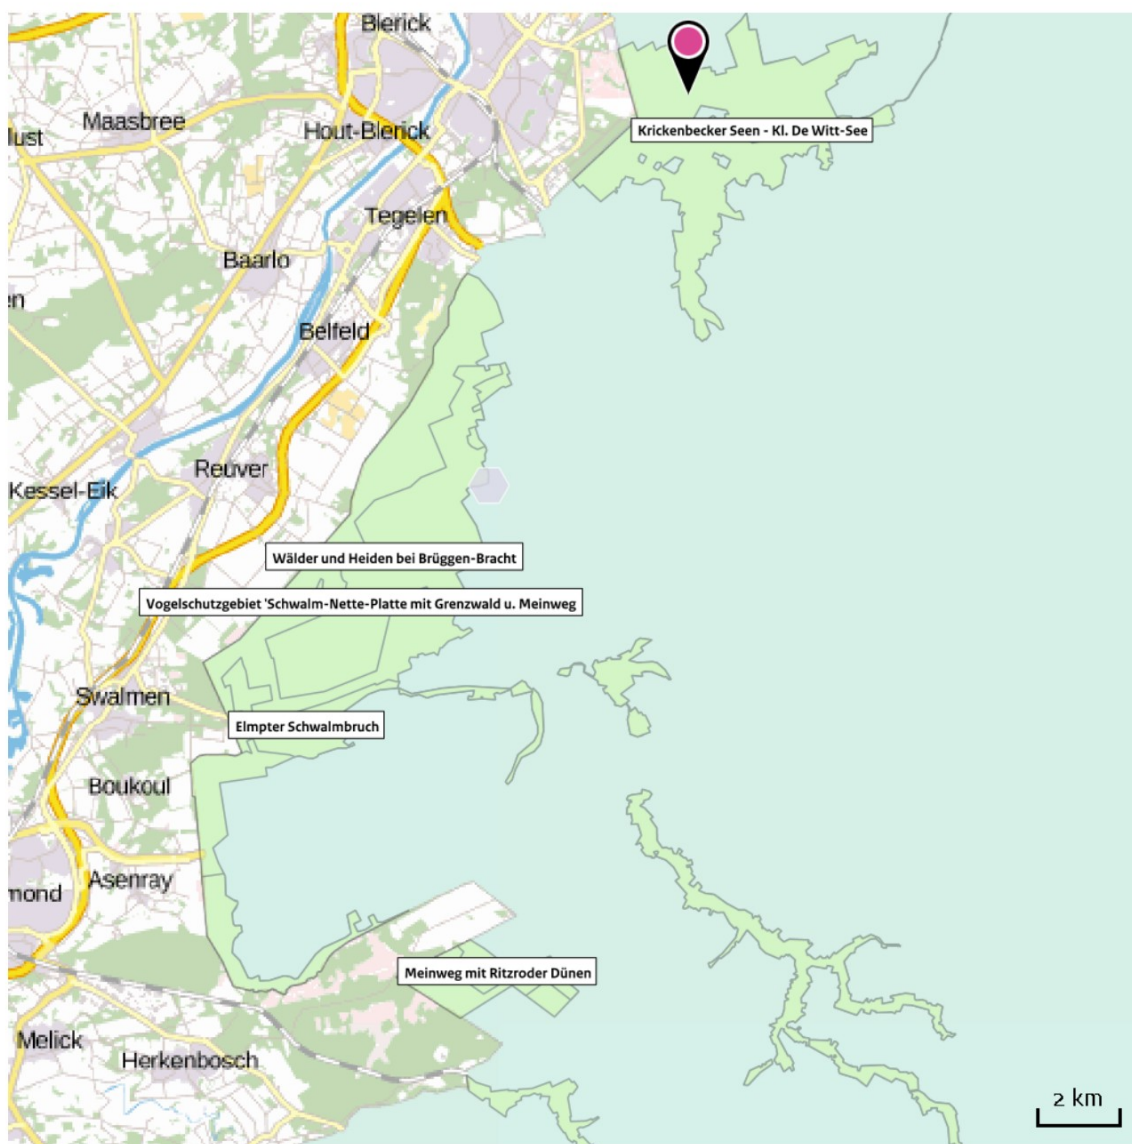 Blerick
Maasbree
Hout-Blerick
Krickenbecker Seen - Kl. De Witt-See
lust
Tegelen
Baarlo
en
Belfeld
Reuver
Kessel-Eik
Wälder und Heiden bei Brüggen-Bracht
Vogelschutzgebiet 'Schwalm-Nette-Platte mit Grenzwald u. Meinweg
Swalmen
Elmpter Schwalmbruch
Boukoul
Asenray
mond
Meinweg mit Ritzroder Dünen
Melick
Herkenbosch
2 km